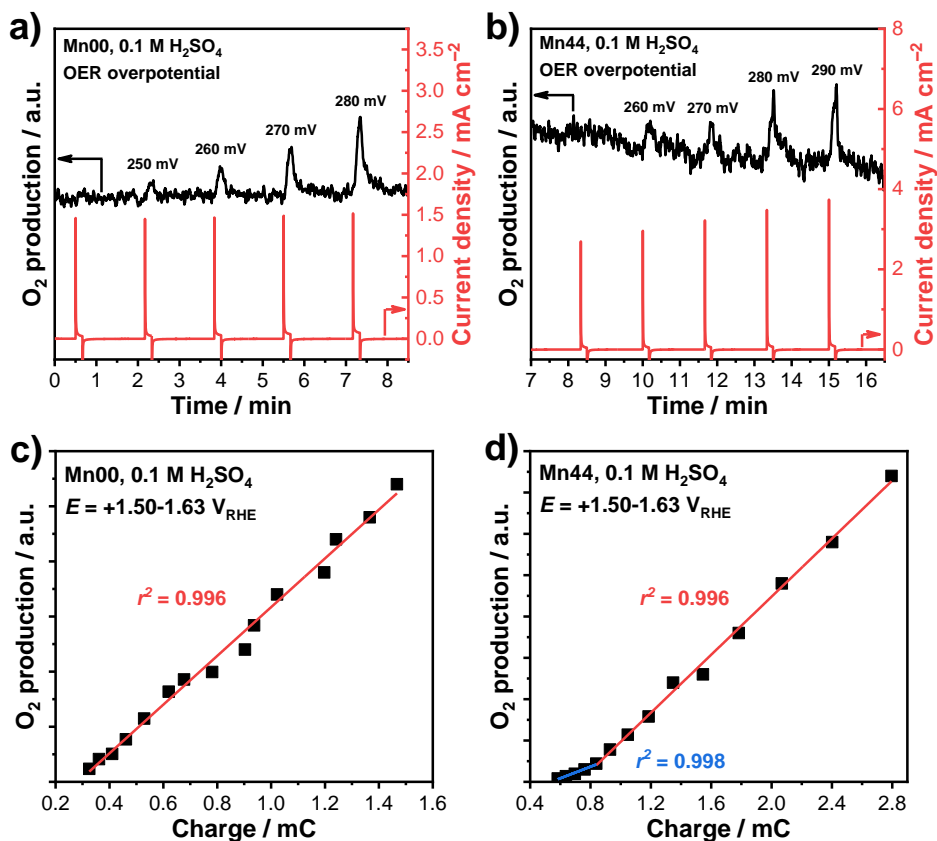 a)
Mn00, 0.1 M H₂SO₄
OER overpotential
250 mV
260 mV
270 mV
280 mV
O₂ production / a.u.
3.5
3.0
2.5
2.0
1.5
1.0
0.5
0.0
Current density / mA cm⁻²
0 1 2 3 4 5 6 7 8
Time / min
b)
Mn44, 0.1 M H₂SO₄
OER overpotential
260 mV
270 mV
280 mV
290 mV
O₂ production / a.u.
8
6
4
2
0
Current density / mA cm⁻²
7 8 9 10 11 12 13 14 15 16
Time / min
c)
Mn00, 0.1 M H₂SO₄
E = +1.50-1.63 V_RHE
r² = 0.996
O₂ production / a.u.
0.2 0.4 0.6 0.8 1.0 1.2 1.4 1.6
Charge / mC
d)
Mn44, 0.1 M H₂SO₄
E = +1.50-1.63 V_RHE
r² = 0.996
r² = 0.998
O₂ production / a.u.
0.4 0.8 1.2 1.6 2.0 2.4 2.8
Charge / mC